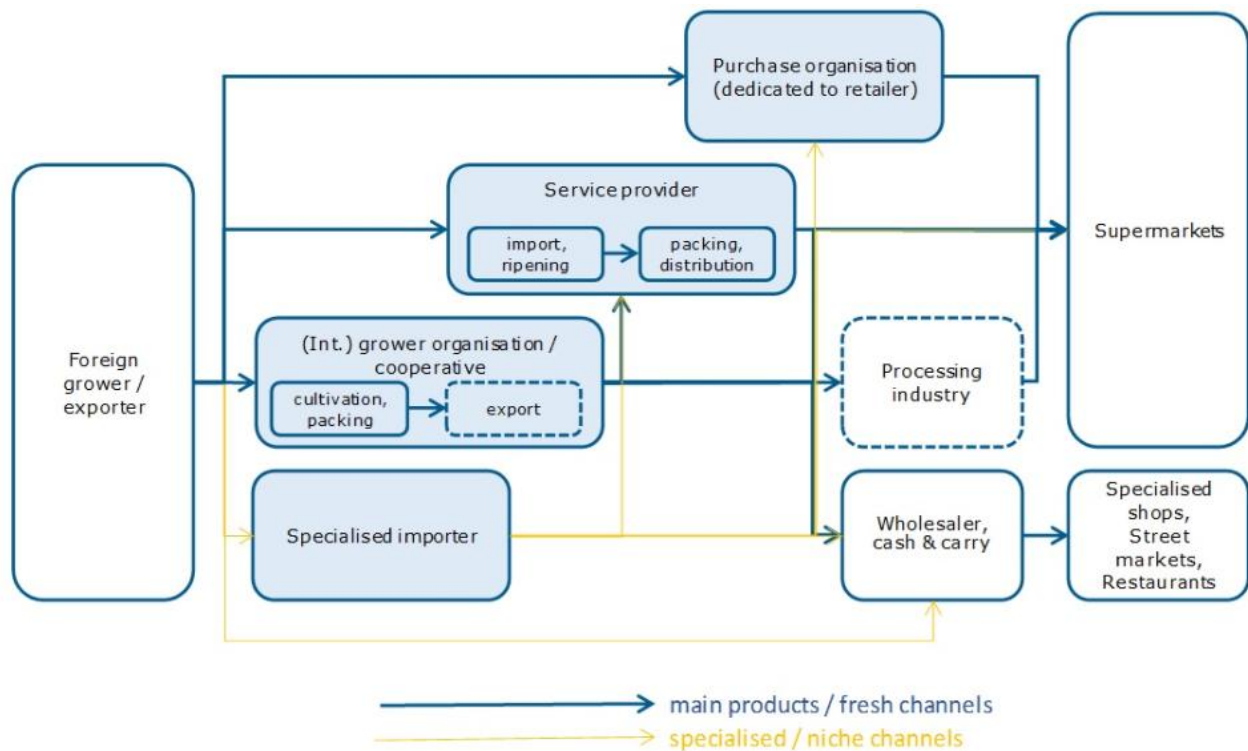 Purchase organisation
(dedicated to retailer)
Service provider
import,
ripening
packing,
distribution
Supermarkets
Foreign
grower /
exporter
(Int.) grower organisation /
cooperative
cultivation,
packing
export
Processing
industry
Specialised importer
Wholesaler,
cash & carry
Specialised
shops,
Street
markets,
Restaurants
main products / fresh channels
specialised / niche channels